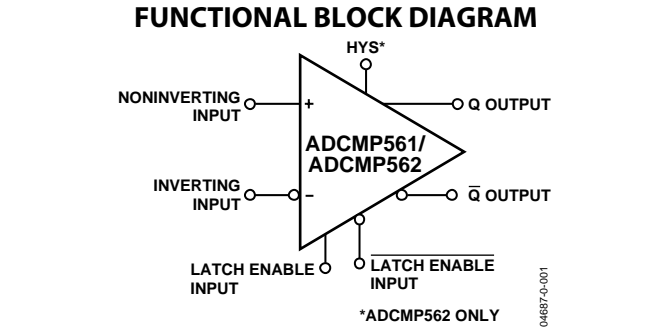 FUNCTIONAL BLOCK DIAGRAM
HYS*
NONINVERTING
INPUT
+
Q OUTPUT
ADCMP561/
ADCMP562
INVERTING
INPUT
–
Q̅ OUTPUT
LATCH ENABLE
INPUT
LATCH ENABLE
INPUT
*ADCMP562 ONLY
04687-0-001